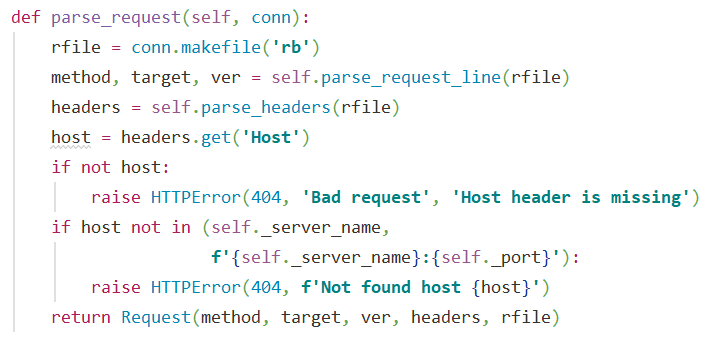 def parse_request(self, conn):
    rfile = conn.makefile('rb')
    method, target, ver = self.parse_request_line(rfile)
    headers = self.parse_headers(rfile)
    host = headers.get('Host')
    if not host:
        raise HTTPError(404, 'Bad request', 'Host header is missing')
    if host not in (self._server_name,
                    f'{self._server_name}:{self._port}'):
        raise HTTPError(404, f'Not found host {host}')
    return Request(method, target, ver, headers, rfile)